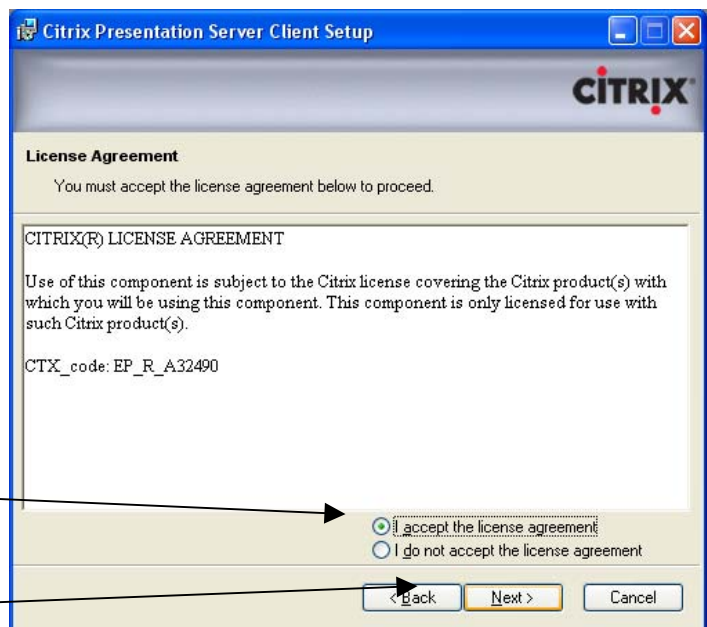 Citrix Presentation Server Client Setup
CITRIX
License Agreement
You must accept the license agreement below to proceed.
CITRIX(R) LICENSE AGREEMENT
Use of this component is subject to the Citrix license covering the Citrix product(s) with
which you will be using this component. This component is only licensed for use with
such Citrix product(s).
CTX_code: EP_R_A32490
I accept the license agreement
I do not accept the license agreement
< Back Next > Cancel